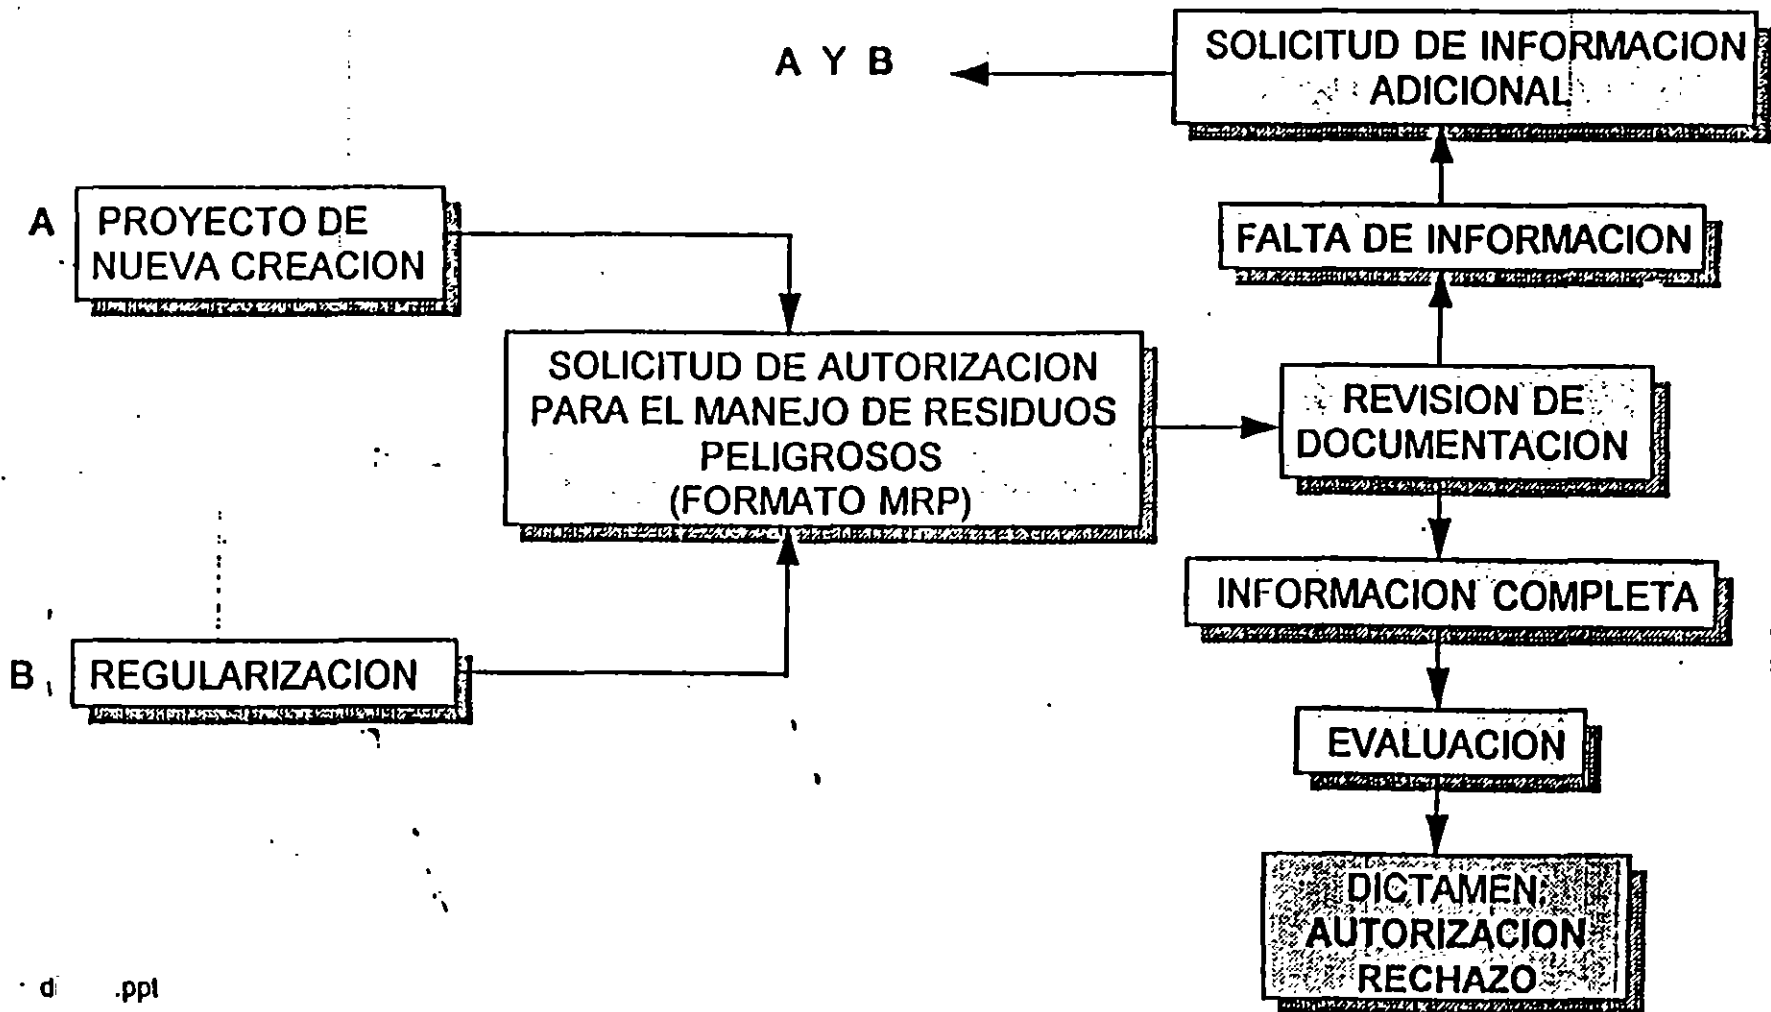 A Y B
SOLICITUD DE INFORMACION
ADICIONAL
A
PROYECTO DE
NUEVA CREACION
FALTA DE INFORMACION
SOLICITUD DE AUTORIZACION
PARA EL MANEJO DE RESIDUOS
PELIGROSOS
(FORMATO MRP)
REVISION DE
DOCUMENTACION
INFORMACION COMPLETA
B
REGULARIZACION
EVALUACION
DICTAMEN:
AUTORIZACION
RECHAZO
.ppt